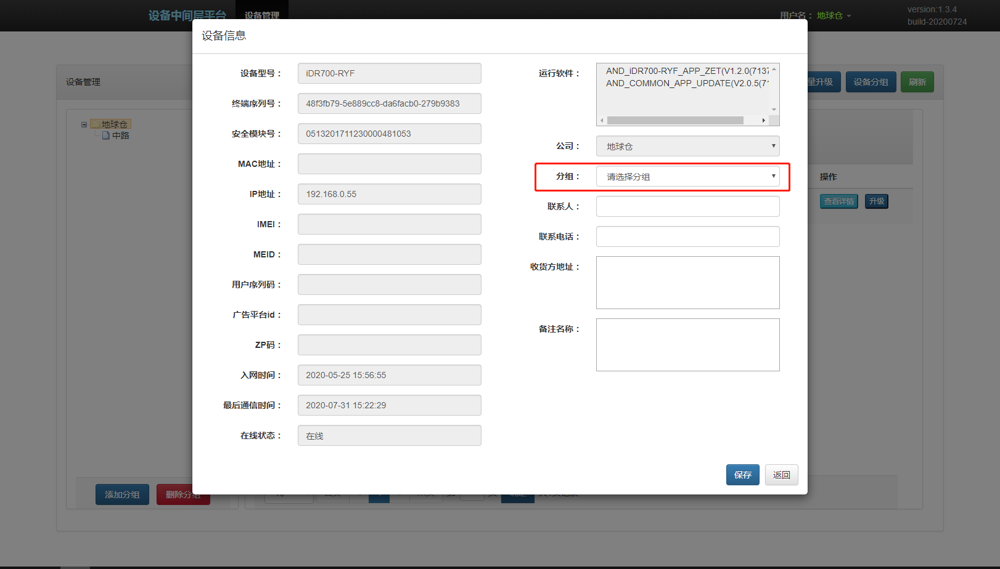 设备中间层平台
设备管理
用户名： 地球仓
version:1.3.4
build-20200724
设备信息
设备管理
量升级
设备分组
刷新
地球仓
中路
设备型号：
iDR700-RYF
终端序列号：
48f3fb79-5e889cc8-da6facb0-279b9383
安全模块号：
0513201711230000481053
MAC地址：
IP地址：
192.168.0.55
IMEI：
MEID：
用户序列码：
广告平台id：
ZP码：
入网时间：
2020-05-25 15:56:55
最后通信时间：
2020-07-31 15:22:29
在线状态：
在线
运行软件：
AND_iDR700-RYF_APP_ZET(V1.2.0(7137
AND_COMMON_APP_UPDATE(V2.0.5(71
公司：
地球仓
分组：
请选择分组
联系人：
联系电话：
收货方地址：
备注名称：
操作
查看详情
升级
保存
返回
添加分组
删除分组